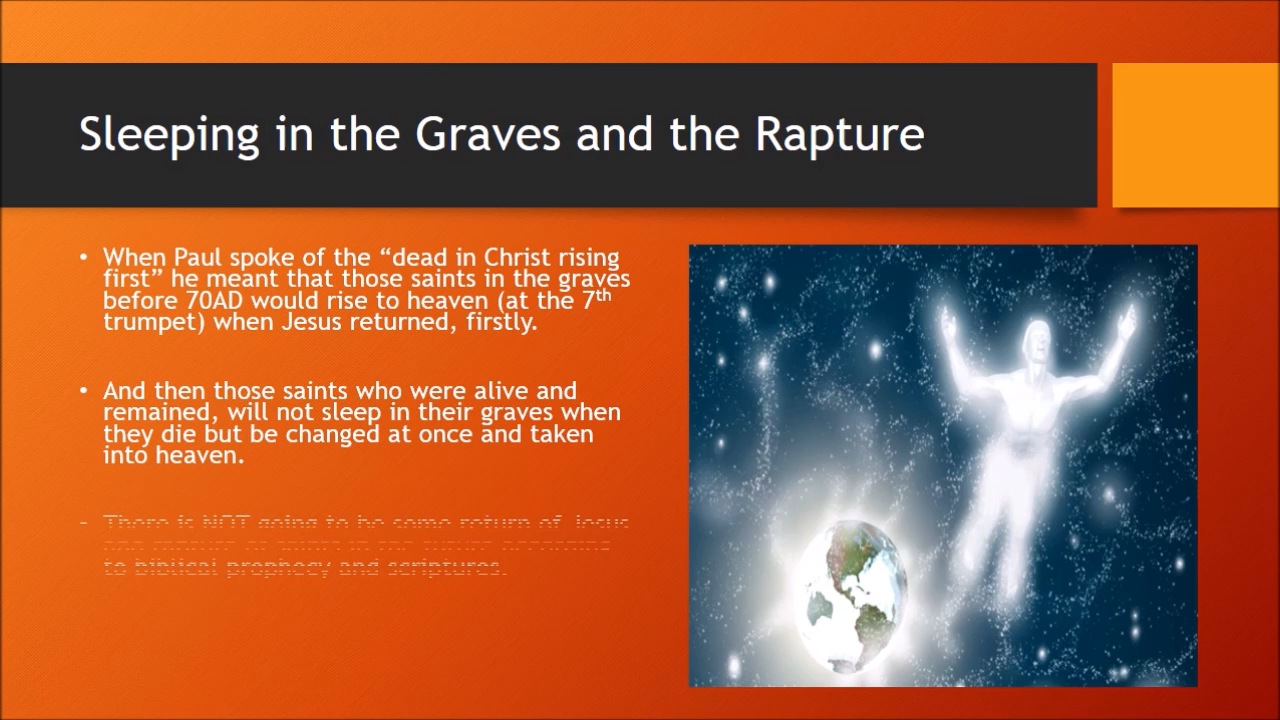 Sleeping in the Graves and the Rapture
• When Paul spoke of the “dead in Christ rising
first” he meant that those saints in the graves
before 70AD would rise to heaven (at the 7th
trumpet) when Jesus returned, firstly.
• And then those saints who were alive and
remained, will not sleep in their graves when
they die but be changed at once and taken
into heaven.
There is NOT going to be some return of Jesus
to biblical prophecy and scriptures.